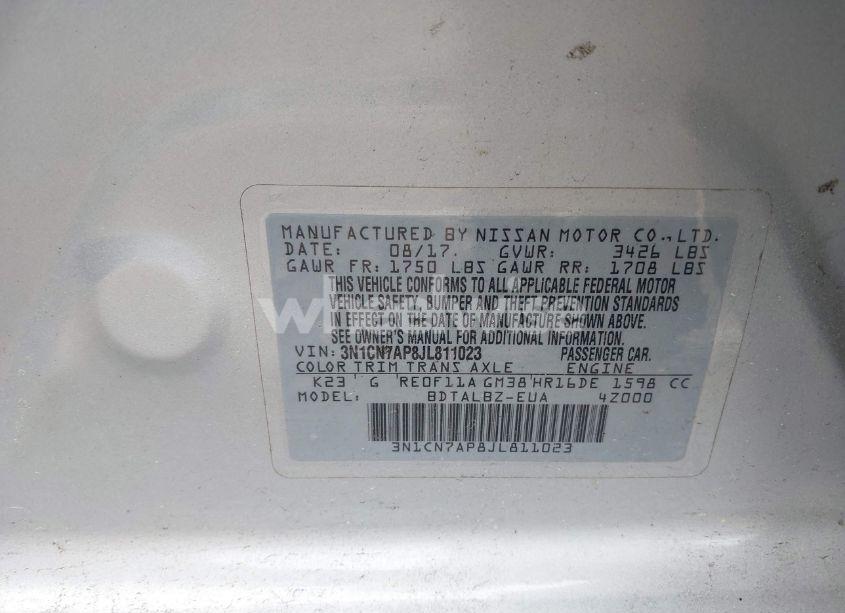 MANUFACTURED BY NISSAN MOTOR CO., LTD.
DATE: 08/17. GVWR: 3426 LBS
GAWR FR: 1750 LBS GAWR RR: 1708 LBS
THIS VEHICLE CONFORMS TO ALL APPLICABLE FEDERAL MOTOR
VEHICLE SAFETY, BUMPER AND THEFT PREVENTION STANDARDS
IN EFFECT ON THE DATE OF MANUFACTURE SHOWN ABOVE.
SEE OWNER'S MANUAL FOR FURTHER INFORMATION.
VIN: 3N1CN7AP8JL811023 PASSENGER CAR.
COLOR TRIM TRANS AXLE ENGINE
K23 G RE0F11A GM38 HR16DE 1598 CC
MODEL: BDTALBZ-EUA 4Z000
3N1CN7AP8JL811023